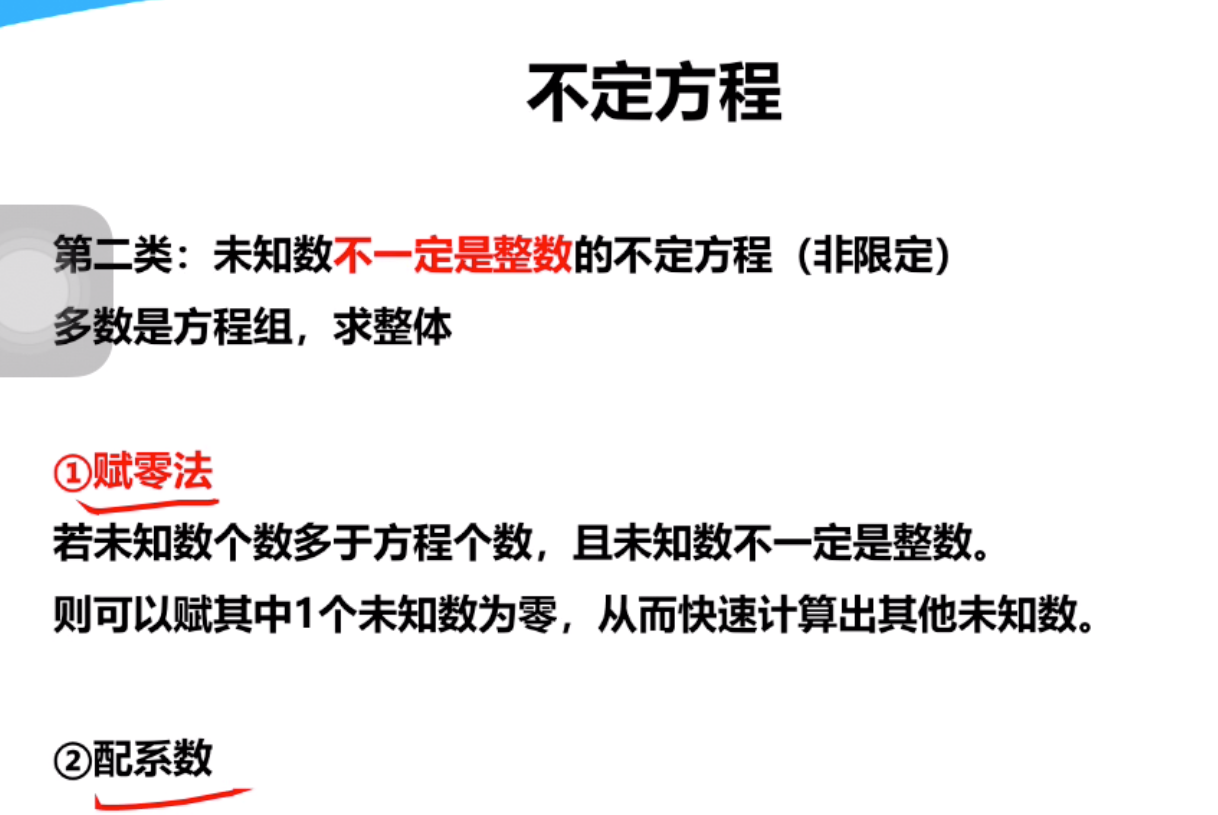 不定方程
第二类：未知数不一定是整数的不定方程（非限定）
多数是方程组，求整体
①赋零法
若未知数个数多于方程个数，且未知数不一定是整数。
则可以赋其中1个未知数为零，从而快速计算出其他未知数。
②配系数